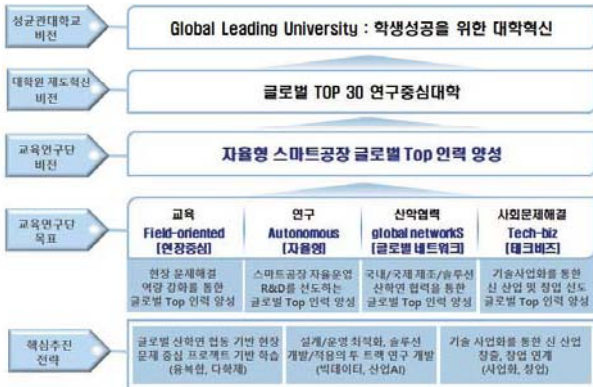 성균관대학교
비전
Global Leading University : 학생성공을 위한 대학혁신
대학원 제도혁신
비전
글로벌 TOP 30 연구중심대학
교육연구단
비전
자율형 스마트공장 글로벌 Top 인력 양성
교육연구단
목표
교육
Field-oriented
[현장중심]
연구
Autonomous
[자율형]
산학협력
global networkS
[글로벌 네트워크]
사회문제해결
Tech-biz
[테크비즈]
현장 문제해결
역량 강화를 통한
글로벌 Top 인력 양성
스마트공장 자율운영
R&D를 선도하는
글로벌 Top 인력 양성
국내/국제 제조/솔루션
산학연 협력을 통한
글로벌 Top 인력 양성
기술사업화를 통한
신 산업 및 창업 선도
글로벌 Top 인력 양성
핵심추진
전략
글로벌 산학연 협동 기반 현장
문제 중심 프로젝트 기반 학습
(융복합, 다학제)
설계/운영 최적화, 솔루션
개발/적용의 투 트랙 연구 개발
(빅데이터, 산업AI)
기술 사업화를 통한 신 산업
창출, 창업 연계
(사업화, 창업)